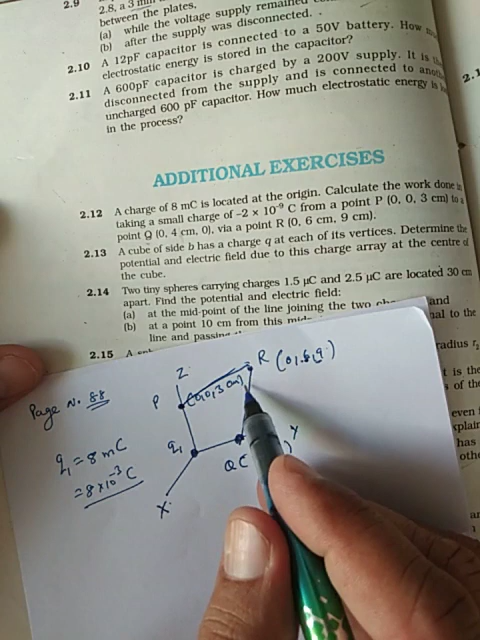 2.9
2.8, a 3
between the plates,
(a) while the voltage supply remained
(b) after the supply was disconnected.
2.10 A 12pF capacitor is connected to a 50V battery. How
electrostatic energy is stored in the capacitor?
2.11 A 600pF capacitor is charged by a 200V supply. It is
disconnected from the supply and is connected to
uncharged 600 pF capacitor. How much electrostatic energy is
in the process?
ADDITIONAL EXERCISES
2.12 A charge of 8 mC is located at the origin. Calculate the work done in
taking a small charge of –2 × 10⁻⁹ C from a point P (0, 0, 3 cm) to a
point Q (0, 4 cm, 0), via a point R (0, 6 cm, 9 cm).
2.13 A cube of side b has a charge q at each of its vertices. Determine the
potential and electric field due to this charge array at the centre of
the cube.
2.14 Two tiny spheres carrying charges 1.5 μC and 2.5 μC are located 30 cm
apart. Find the potential and electric field:
(a) at the mid-point of the line joining the two and
(b) at a point 10 cm from this
line and
2.15 A
radius
Page No. 88
q₁ = 8 mC
= 8×10⁻³ C
Z
P
(0,0,3 cm)
R (0,6,9)
q₁
Q(
)
Y
X